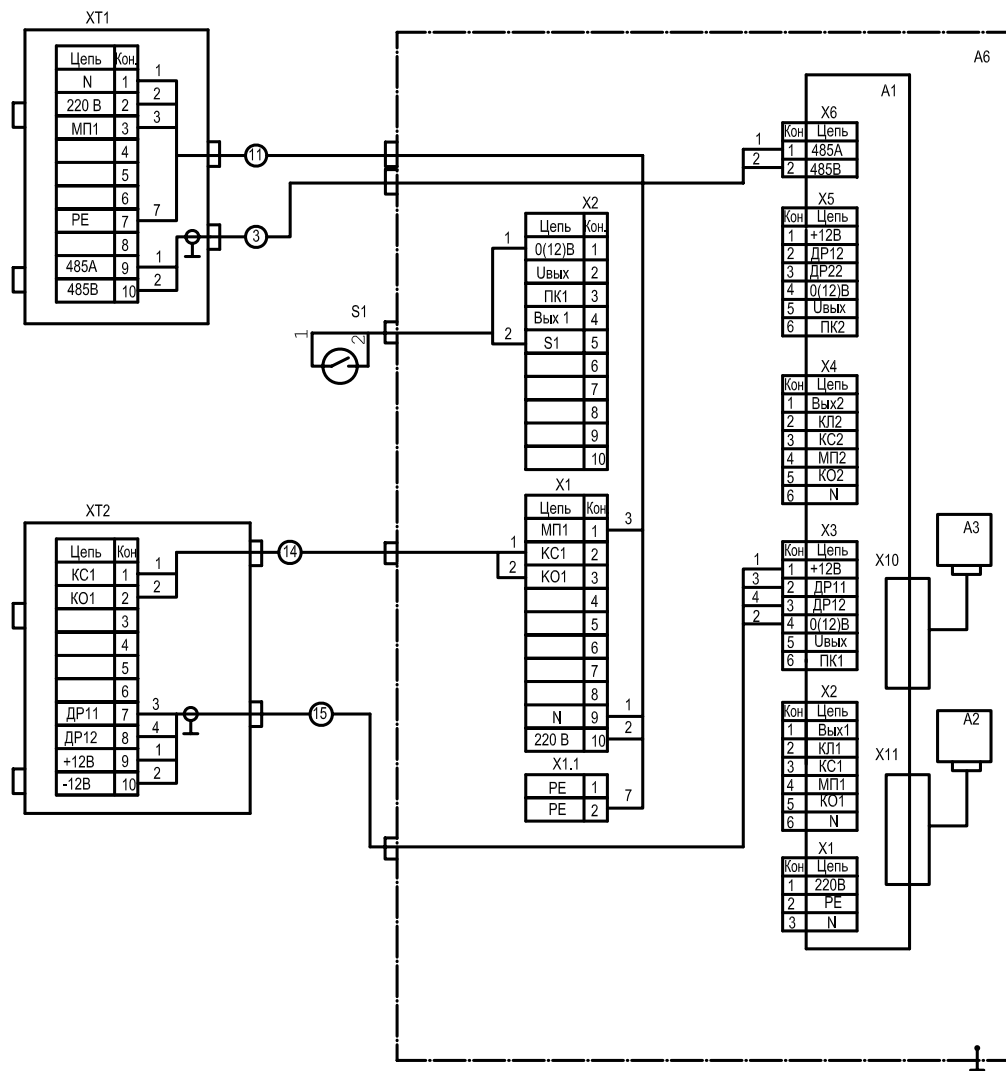 XT1
Цепь Кон.
N 1
220 В 2
МП1 3
4
5
6
PE 7
8
485А 9
485В 10
1
2
3
7
1
2
11
3
S1
1
2
XT2
Цепь Кон
КС1 1
КО1 2
3
4
5
6
ДР11 7
ДР12 8
+12В 9
-12В 10
1
2
3
4
1
2
14
15
A6
X2
Цепь Кон.
0(12)В 1
Uвых 2
ПК1 3
Вых 1 4
S1 5
6
7
8
9
10
1
2
X1
Цепь Кон
МП1 1
КС1 2
КО1 3
4
5
6
7
8
N 9
220 В 10
1
2
3
1
2
X1.1
PE 1
PE 2
7
A1
X6
Кон Цепь
1 485А
2 485В
1
2
X5
Кон Цепь
1 +12В
2 ДР12
3 ДР22
4 0(12)В
5 Uвых
6 ПК2
X4
Кон Цепь
1 Вых2
2 КЛ2
3 КС2
4 МП2
5 КО2
6 N
X3
Кон Цепь
1 +12В
2 ДР11
3 ДР12
4 0(12)В
5 Uвых
6 ПК1
1
3
4
2
X2
Кон Цепь
1 Вых1
2 КЛ1
3 КС1
4 МП1
5 КО1
6 N
X1
Кон Цепь
1 220В
2 PE
3 N
X10
A3
X11
A2